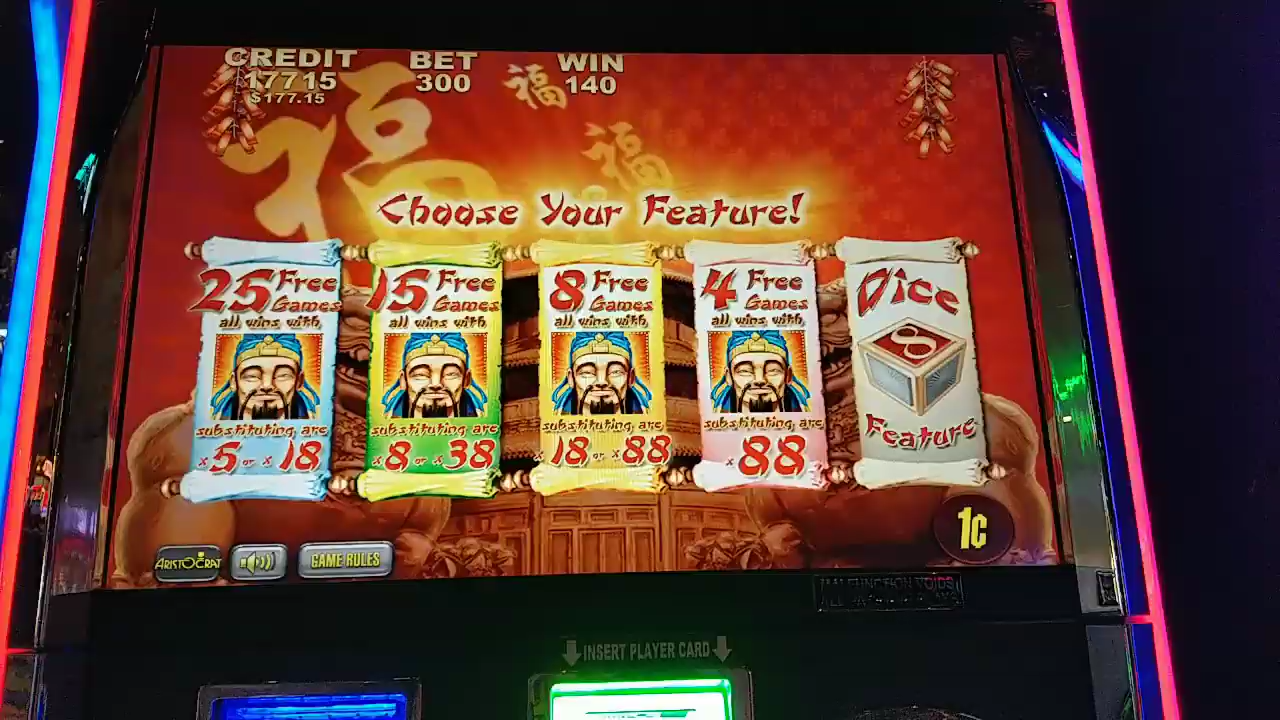 CREDIT
17715
$177.15
BET
300
WIN
140
福
福
福
Choose Your Feature!
25 Free
Games
all wins with
substituting are
x5 or x18
15 Free
Games
all wins with
substituting are
x8 or x38
8 Free
Games
all wins with
substituting are
x18 or x88
4 Free
Games
all wins with
substituting are
x88
Dice
8
Feature
ARISTOCRAT
GAME RULES
1¢
MALFUNCTION VOIDS
INSERT PLAYER CARD